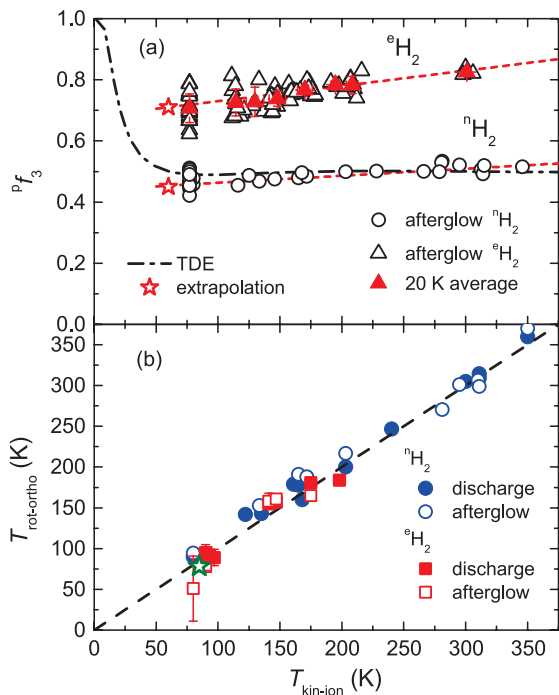 1.0
(a)
ᵉH₂
0.8
ⁿH₂
0.6
ᵖf₃
0.4
afterglow ⁿH₂
afterglow ᵉH₂
0.2
TDE
20 K average
extrapolation
0.0
350
(b)
300
250
ⁿH₂
200
discharge
150
afterglow
ᵉH₂
100
discharge
50
afterglow
0
T_rot-ortho (K)
0 50 100 150 200 250 300 350
T_kin-ion (K)